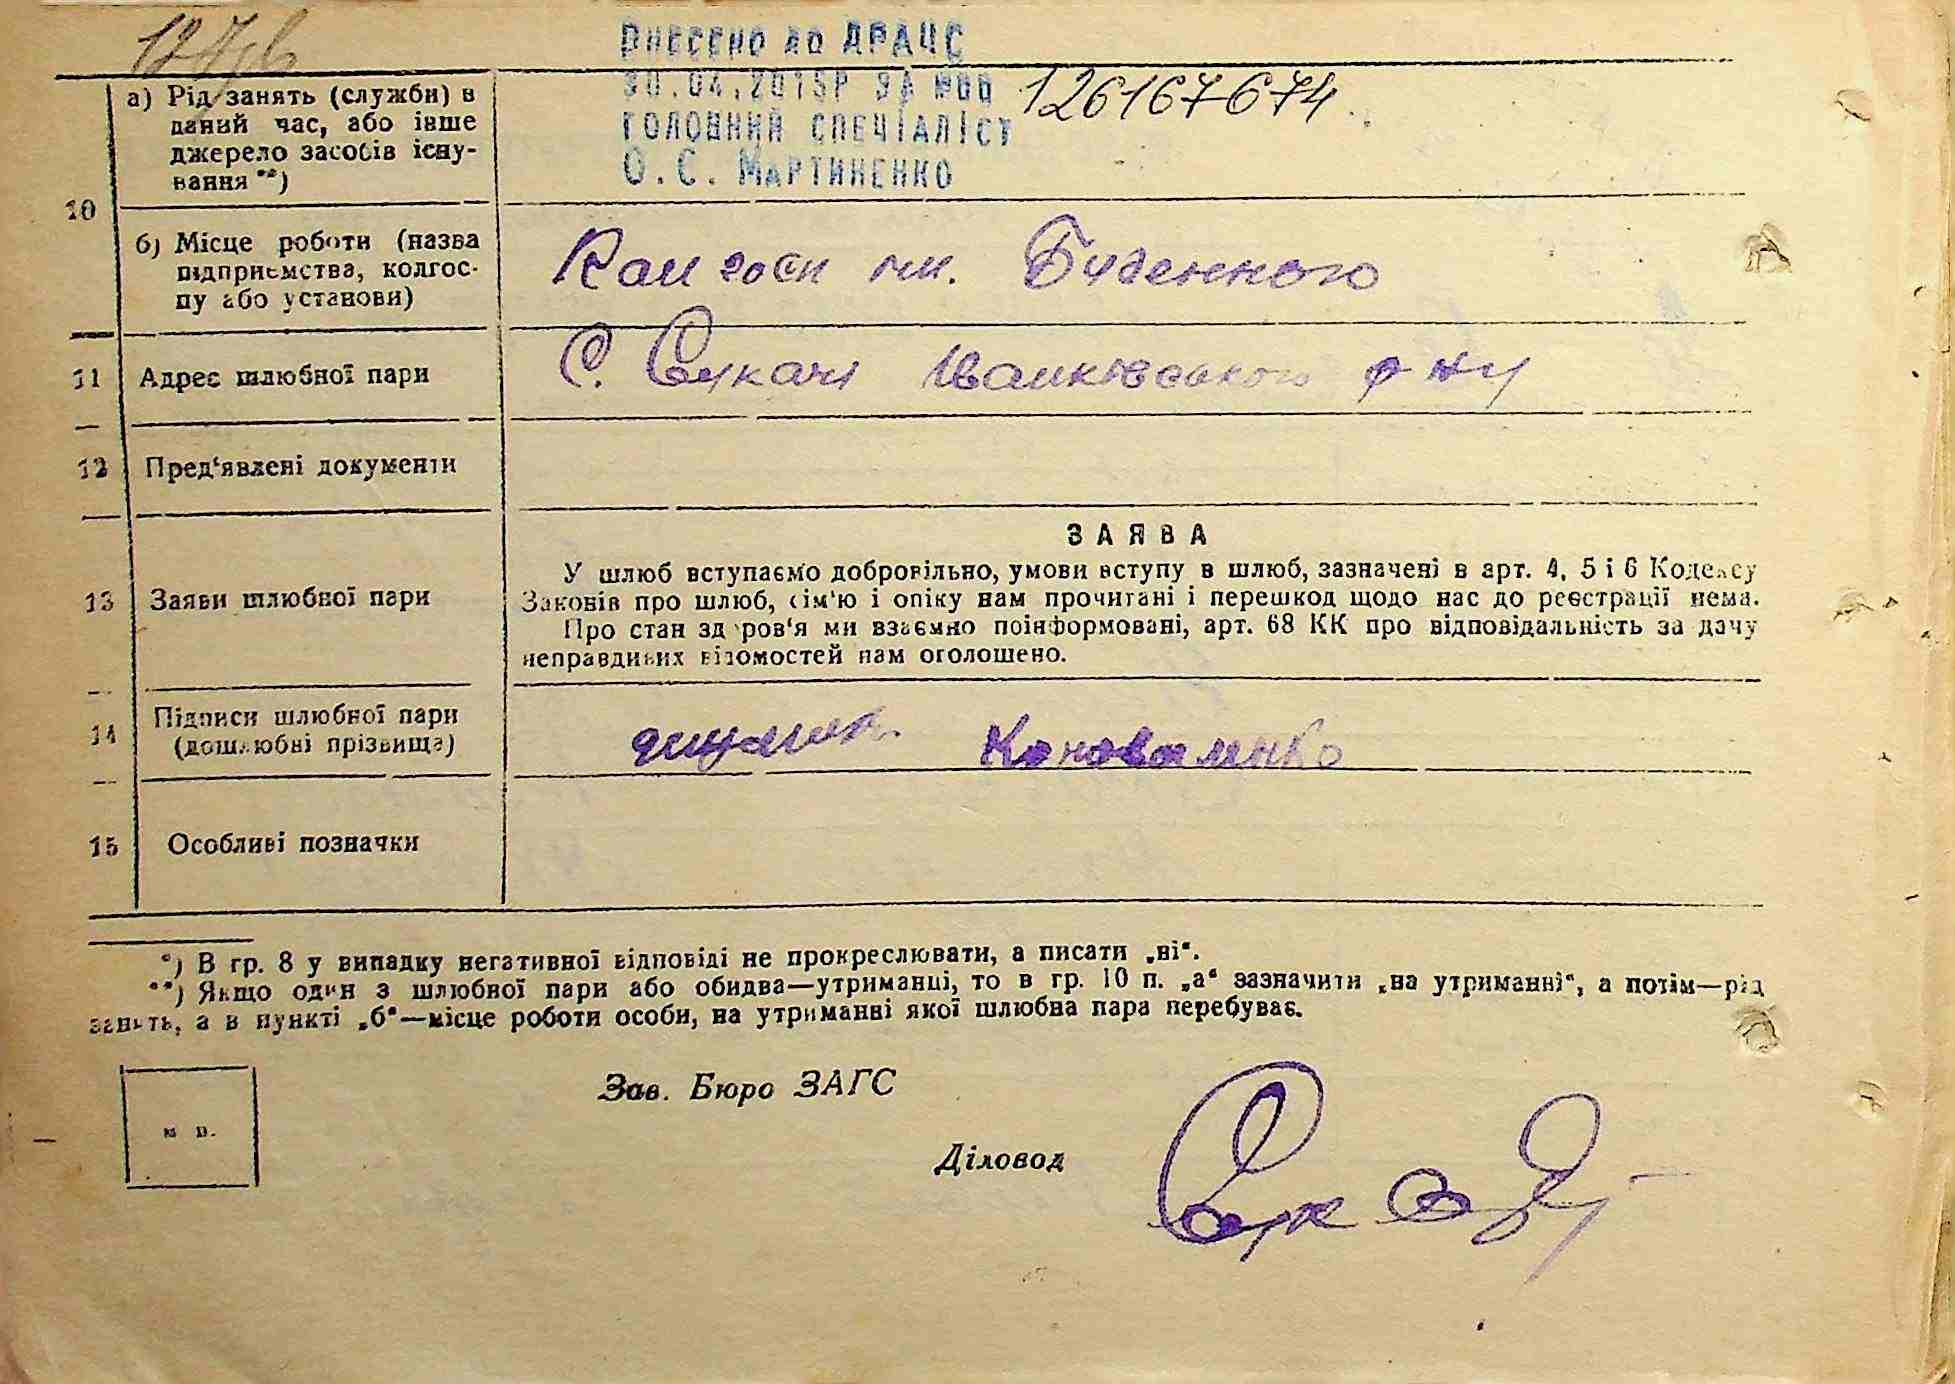 ВНЕСЕНО ДО ДРАЦС
30.04.2015Р ЗА №00 126167674
ГОЛОВНИЙ СПЕЦІАЛІСТ
О.С. МАРТИНЕНКО
10
а) Рід занять (служби) в
даний час, або інше
джерело засобів існу-
вання **)
б) Місце роботи (назва
підприємства, колгос-
пу або установи)
Колгосп ім. Буденного
11 Адрес шлюбної пари
С. Сукачі Іванківського р-ну
12 Пред'явлені документи
13 Заяви шлюбної пари
ЗАЯВА
У шлюб вступаємо добровільно, умови вступу в шлюб, зазначені в арт. 4, 5 і 6 Кодексу
Законів про шлюб, сім'ю і опіку нам прочитані і перешкод щодо нас до реєстрації нема.
Про стан здоров'я ми взаємно поінформовані, арт. 68 КК про відповідальність за дачу
неправдивих відомостей нам оголошено.
14 Підписи шлюбної пари
(дошлюбні прізвища)
Коноваленко
15 Особливі позначки
*) В гр. 8 у випадку негативної відповіді не прокреслювати, а писати „ні“.
**) Якщо один з шлюбної пари або обидва—утриманці, то в гр. 10 п. „а“ зазначити „на утриманні“, а потім—рід
занять, а в пункті „б“—місце роботи особи, на утриманні якої шлюбна пара перебуває.
Зав. Бюро ЗАГС
м п.
Діловод